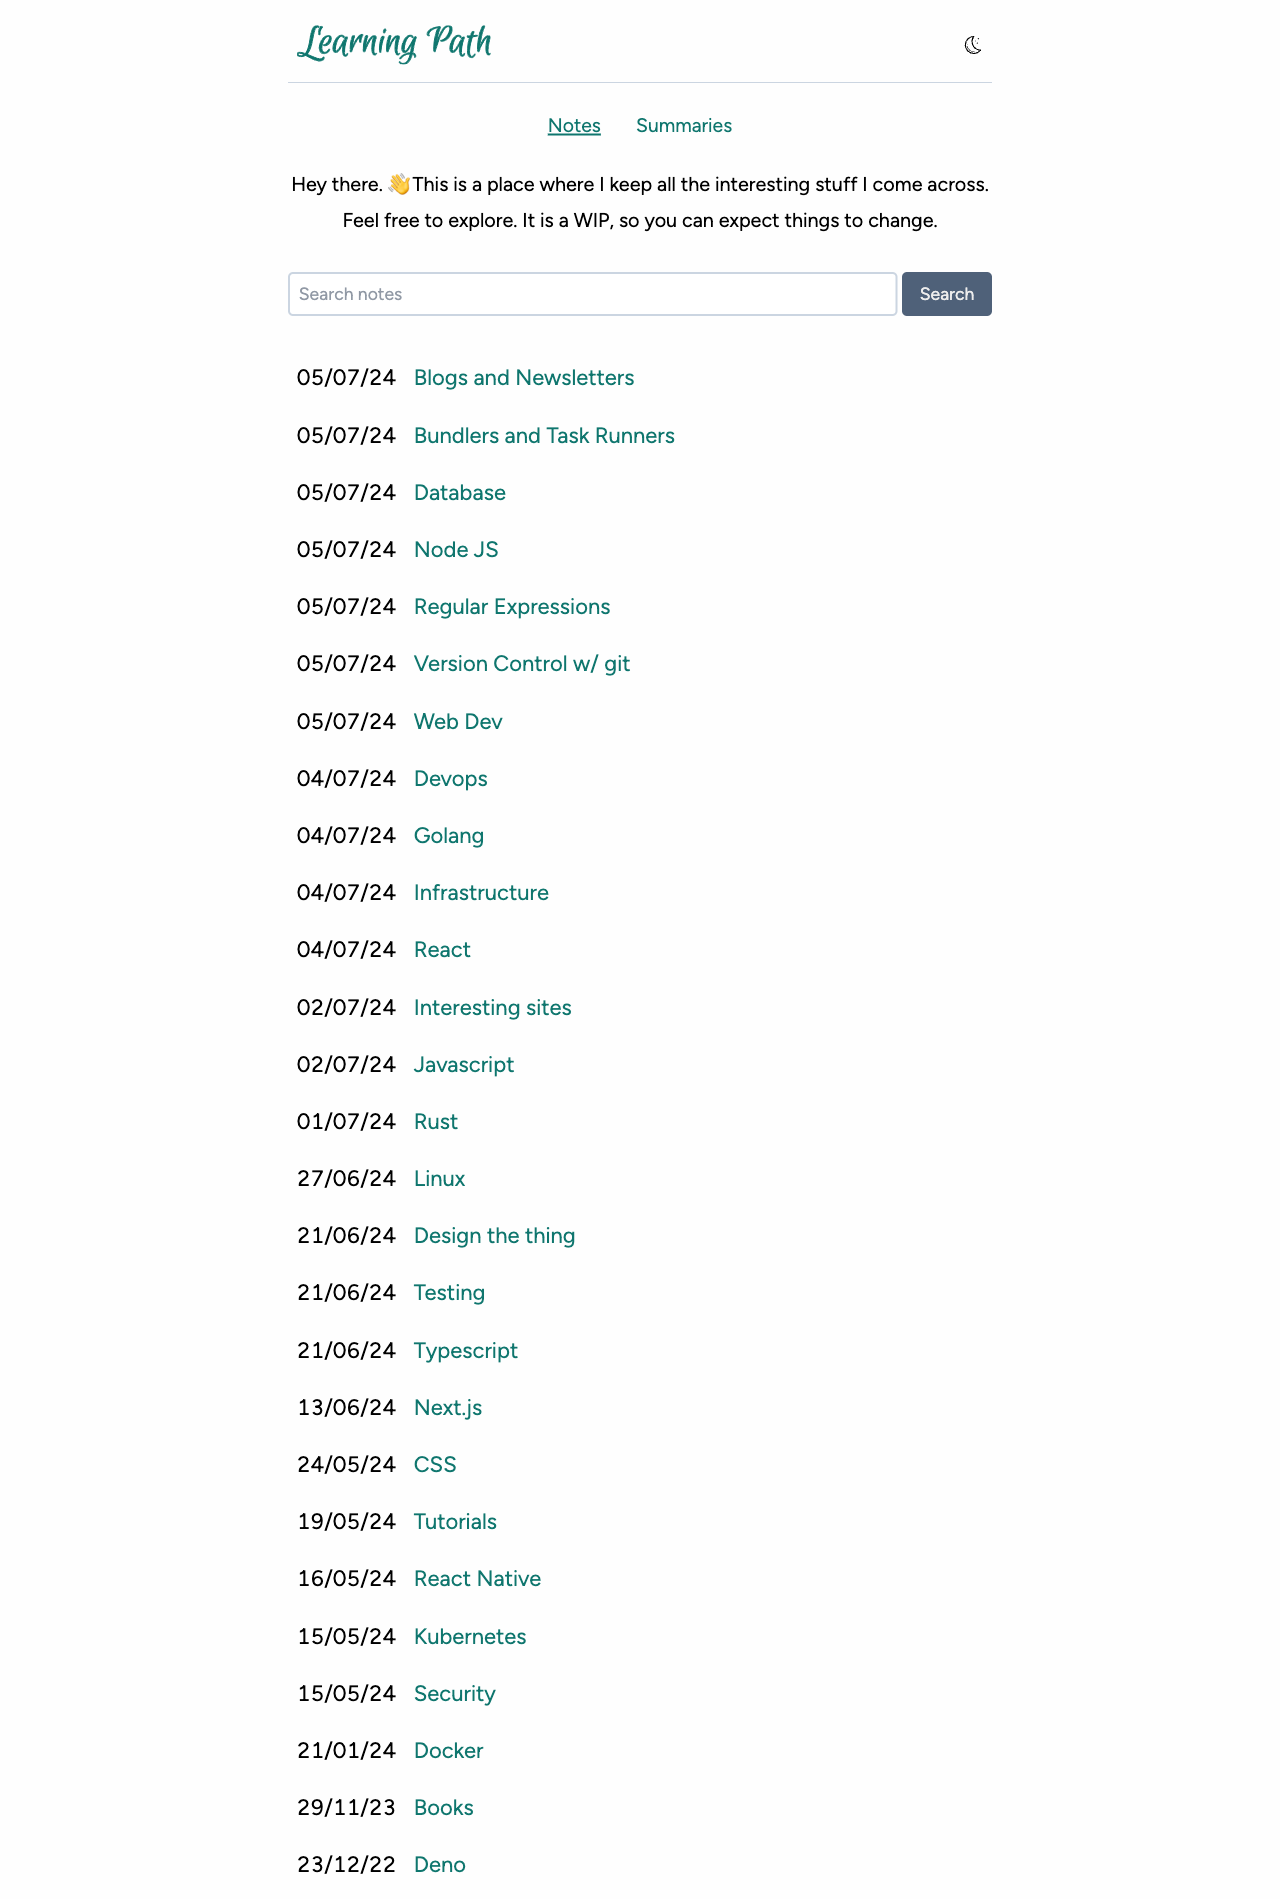 Learning Path
Notes Summaries
Hey there. 👋This is a place where I keep all the interesting stuff I come across.
Feel free to explore. It is a WIP, so you can expect things to change.
Search notes Search
05/07/24 Blogs and Newsletters
05/07/24 Bundlers and Task Runners
05/07/24 Database
05/07/24 Node JS
05/07/24 Regular Expressions
05/07/24 Version Control w/ git
05/07/24 Web Dev
04/07/24 Devops
04/07/24 Golang
04/07/24 Infrastructure
04/07/24 React
02/07/24 Interesting sites
02/07/24 Javascript
01/07/24 Rust
27/06/24 Linux
21/06/24 Design the thing
21/06/24 Testing
21/06/24 Typescript
13/06/24 Next.js
24/05/24 CSS
19/05/24 Tutorials
16/05/24 React Native
15/05/24 Kubernetes
15/05/24 Security
21/01/24 Docker
29/11/23 Books
23/12/22 Deno